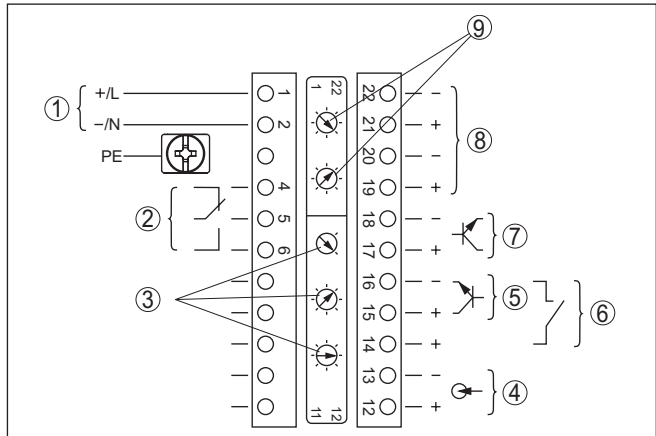 ⑨
① +/L 1 1 22 22 −
−/N 2 21 + ⑧
PE 20 −
4 19 +
② 5 18 − ⑦
6 17 +
③ 16 − ⑤ ⑥
15 +
14 +
13 − ④
11 12 12 +